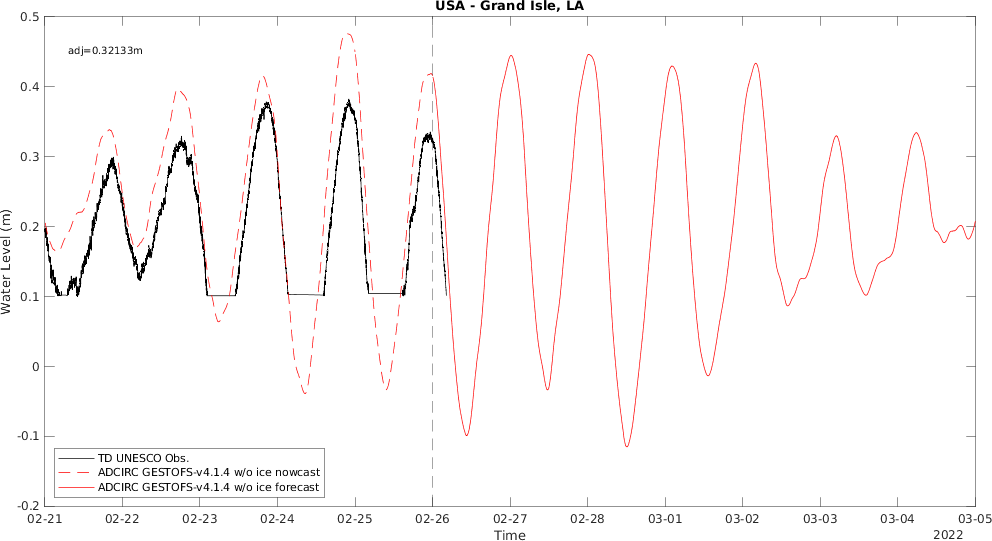 USA - Grand Isle, LA
adj=0.32133m
Water Level (m)
0.5
0.4
0.3
0.2
0.1
0
-0.1
-0.2
TD UNESCO Obs.
ADCIRC GESTOFS-v4.1.4 w/o ice nowcast
ADCIRC GESTOFS-v4.1.4 w/o ice forecast
02-21 02-22 02-23 02-24 02-25 02-26 02-27 02-28 03-01 03-02 03-03 03-04 03-05
Time
2022